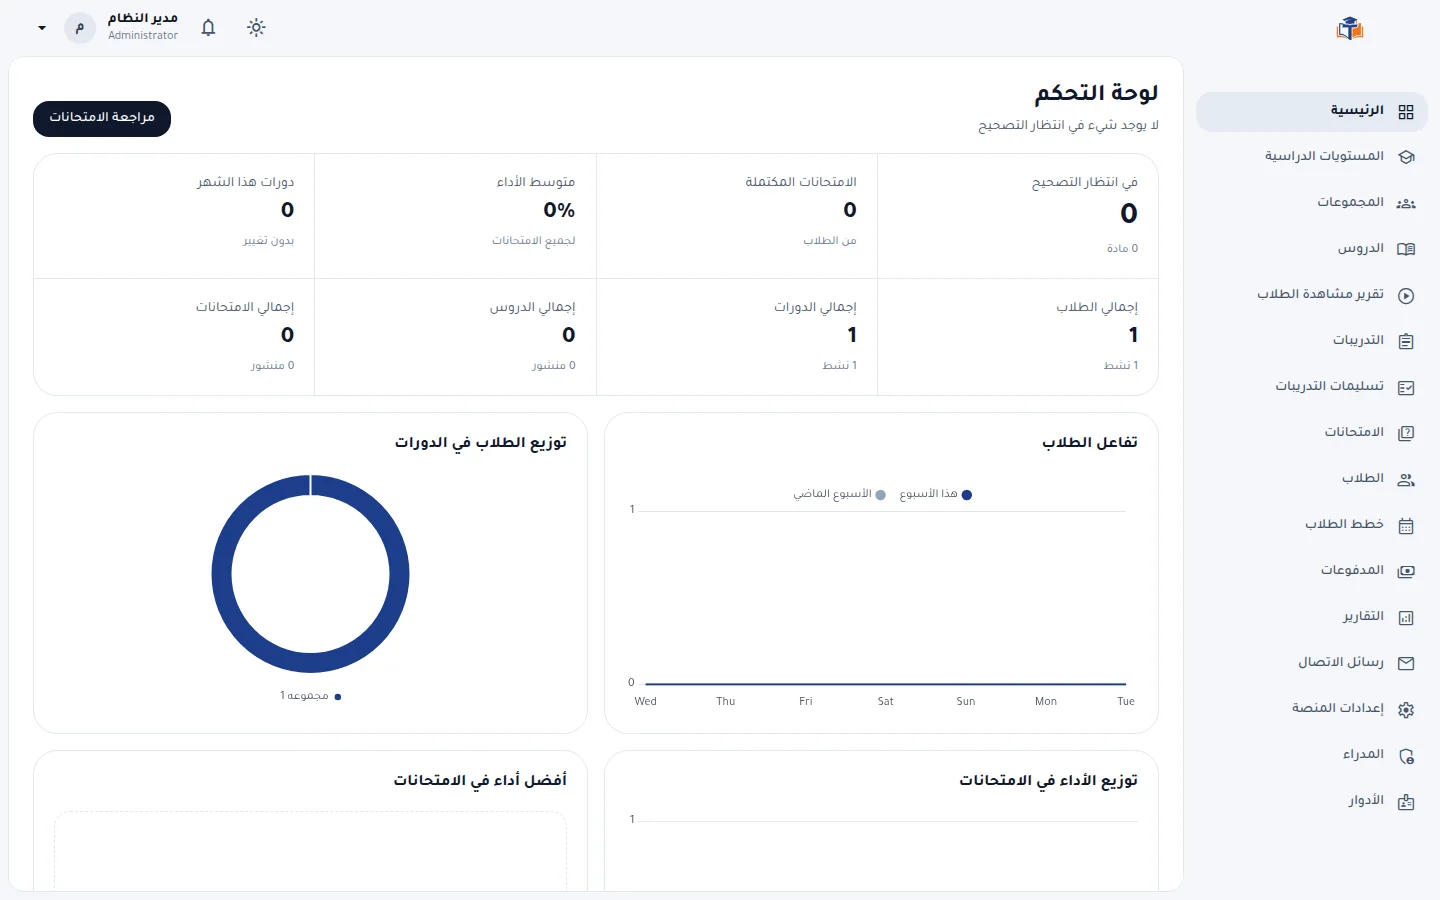 مدير النظام
Administrator
م
الرئيسية
المستويات الدراسية
المجموعات
الدروس
تقرير مشاهدة الطلاب
التدريبات
تسليمات التدريبات
الامتحانات
الطلاب
خطط الطلاب
المدفوعات
التقارير
رسائل الاتصال
إعدادات المنصة
المدراء
الأدوار
لوحة التحكم
لا يوجد شيء في انتظار التصحيح
مراجعة الامتحانات
في انتظار التصحيح
0
0 مادة
الامتحانات المكتملة
0
من الطلاب
متوسط الأداء
0%
لجميع الامتحانات
دورات هذا الشهر
0
بدون تغيير
إجمالي الطلاب
1
1 نشط
إجمالي الدورات
1
1 نشط
إجمالي الدروس
0
0 منشور
إجمالي الامتحانات
0
0 منشور
تفاعل الطلاب
هذا الأسبوع
الأسبوع الماضي
1
0
Wed Thu Fri Sat Sun Mon Tue
توزيع الطلاب في الدورات
مجموعه 1
توزيع الأداء في الامتحانات
1
أفضل أداء في الامتحانات